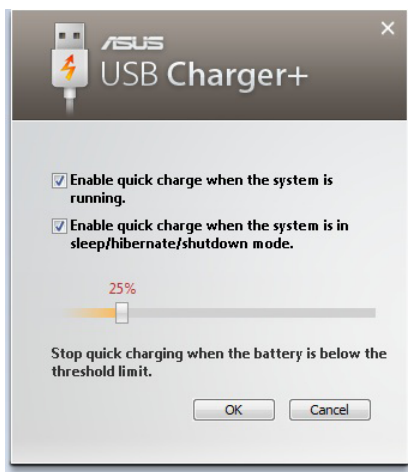 ASUS
USB Charger+
Enable quick charge when the system is
running.
Enable quick charge when the system is in
sleep/hibernate/shutdown mode.
25%
Stop quick charging when the battery is below the
threshold limit.
OK Cancel